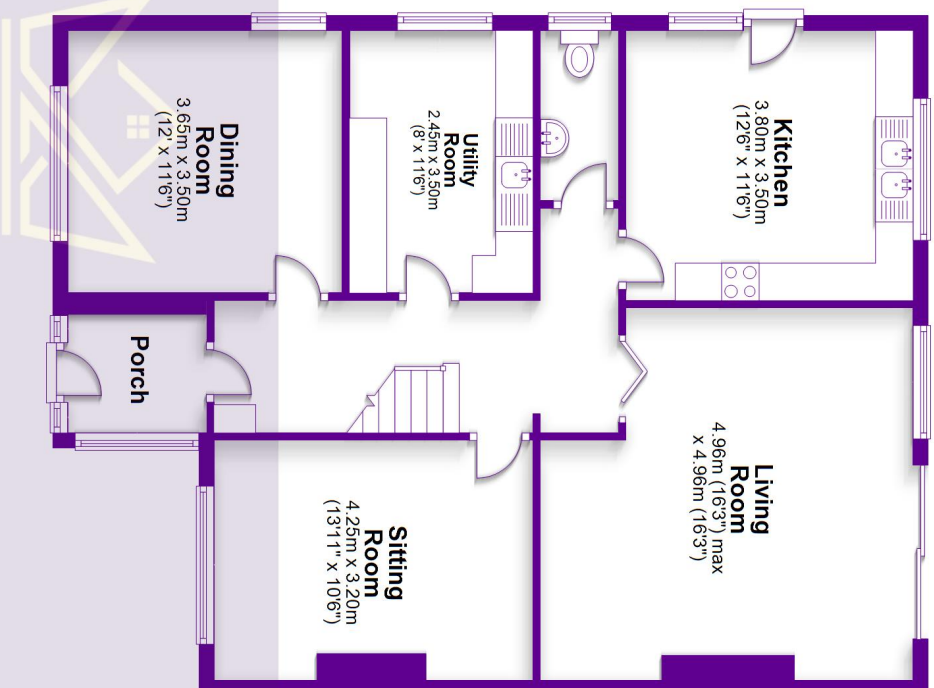 Kitchen
3.80m x 3.50m
(12'6" x 11'6")
Living
Room
4.96m (16'3") max
x 4.96m (16'3")
Utility
Room
2.45m x 3.50m
(8' x 11'6")
Dining
Room
3.65m x 3.50m
(12' x 11'6")
Sitting
Room
4.25m x 3.20m
(13'11" x 10'6")
Porch